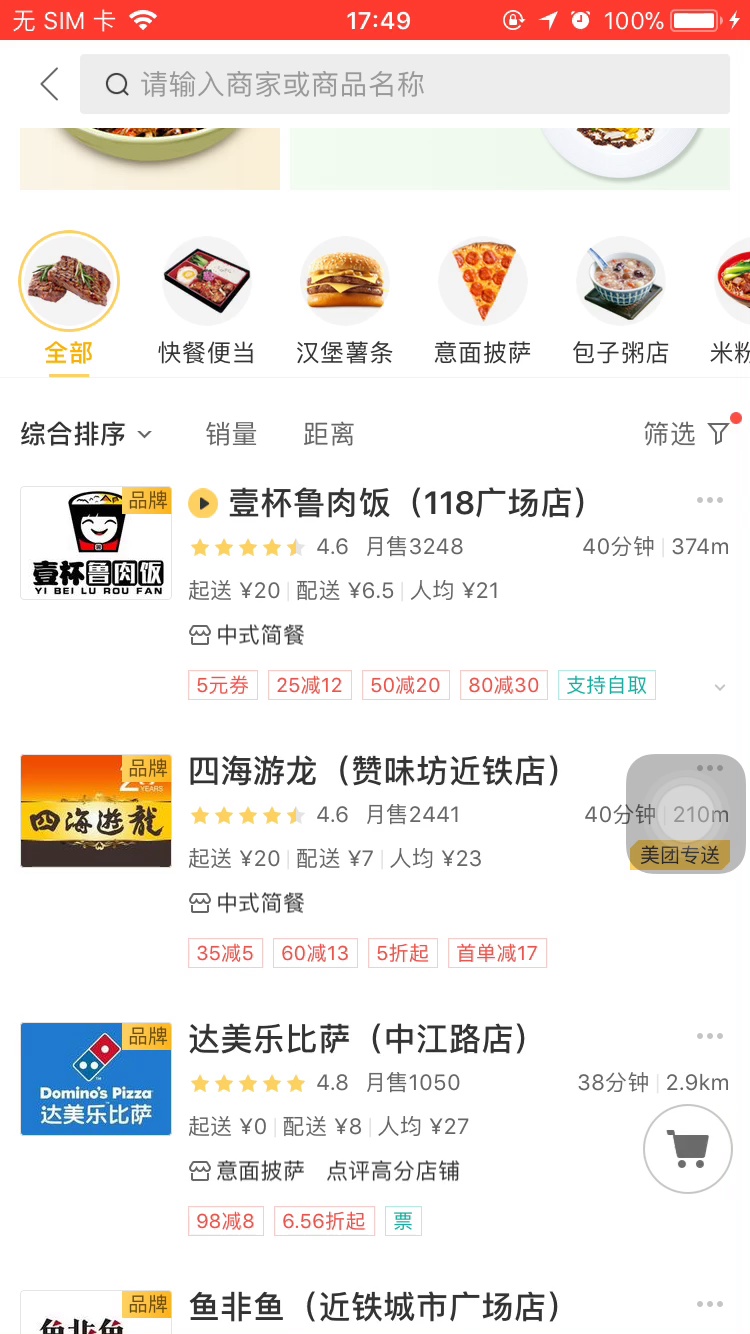 无 SIM 卡 17:49 100%
请输入商家或商品名称
全部 快餐便当 汉堡薯条 意面披萨 包子粥店 米粉
综合排序 销量 距离 筛选
品牌 壹杯鲁肉饭（118广场店）
壹杯鲁肉饭
YI BEI LU ROU FAN
4.6 月售3248 40分钟 374m
起送 ¥20 配送 ¥6.5 人均 ¥21
中式简餐
5元券 25减12 50减20 80减30 支持自取
品牌 四海游龙（赞味坊近铁店）
YEARS
四海遊龍
4.6 月售2441 40分钟 210m
起送 ¥20 配送 ¥7 人均 ¥23 美团专送
中式简餐
35减5 60减13 5折起 首单减17
品牌 达美乐比萨（中江路店）
Domino's Pizza
达美乐比萨
4.8 月售1050 38分钟 2.9km
起送 ¥0 配送 ¥8 人均 ¥27
意面披萨 点评高分店铺
98减8 6.56折起 票
品牌 鱼非鱼（近铁城市广场店）
鱼非鱼